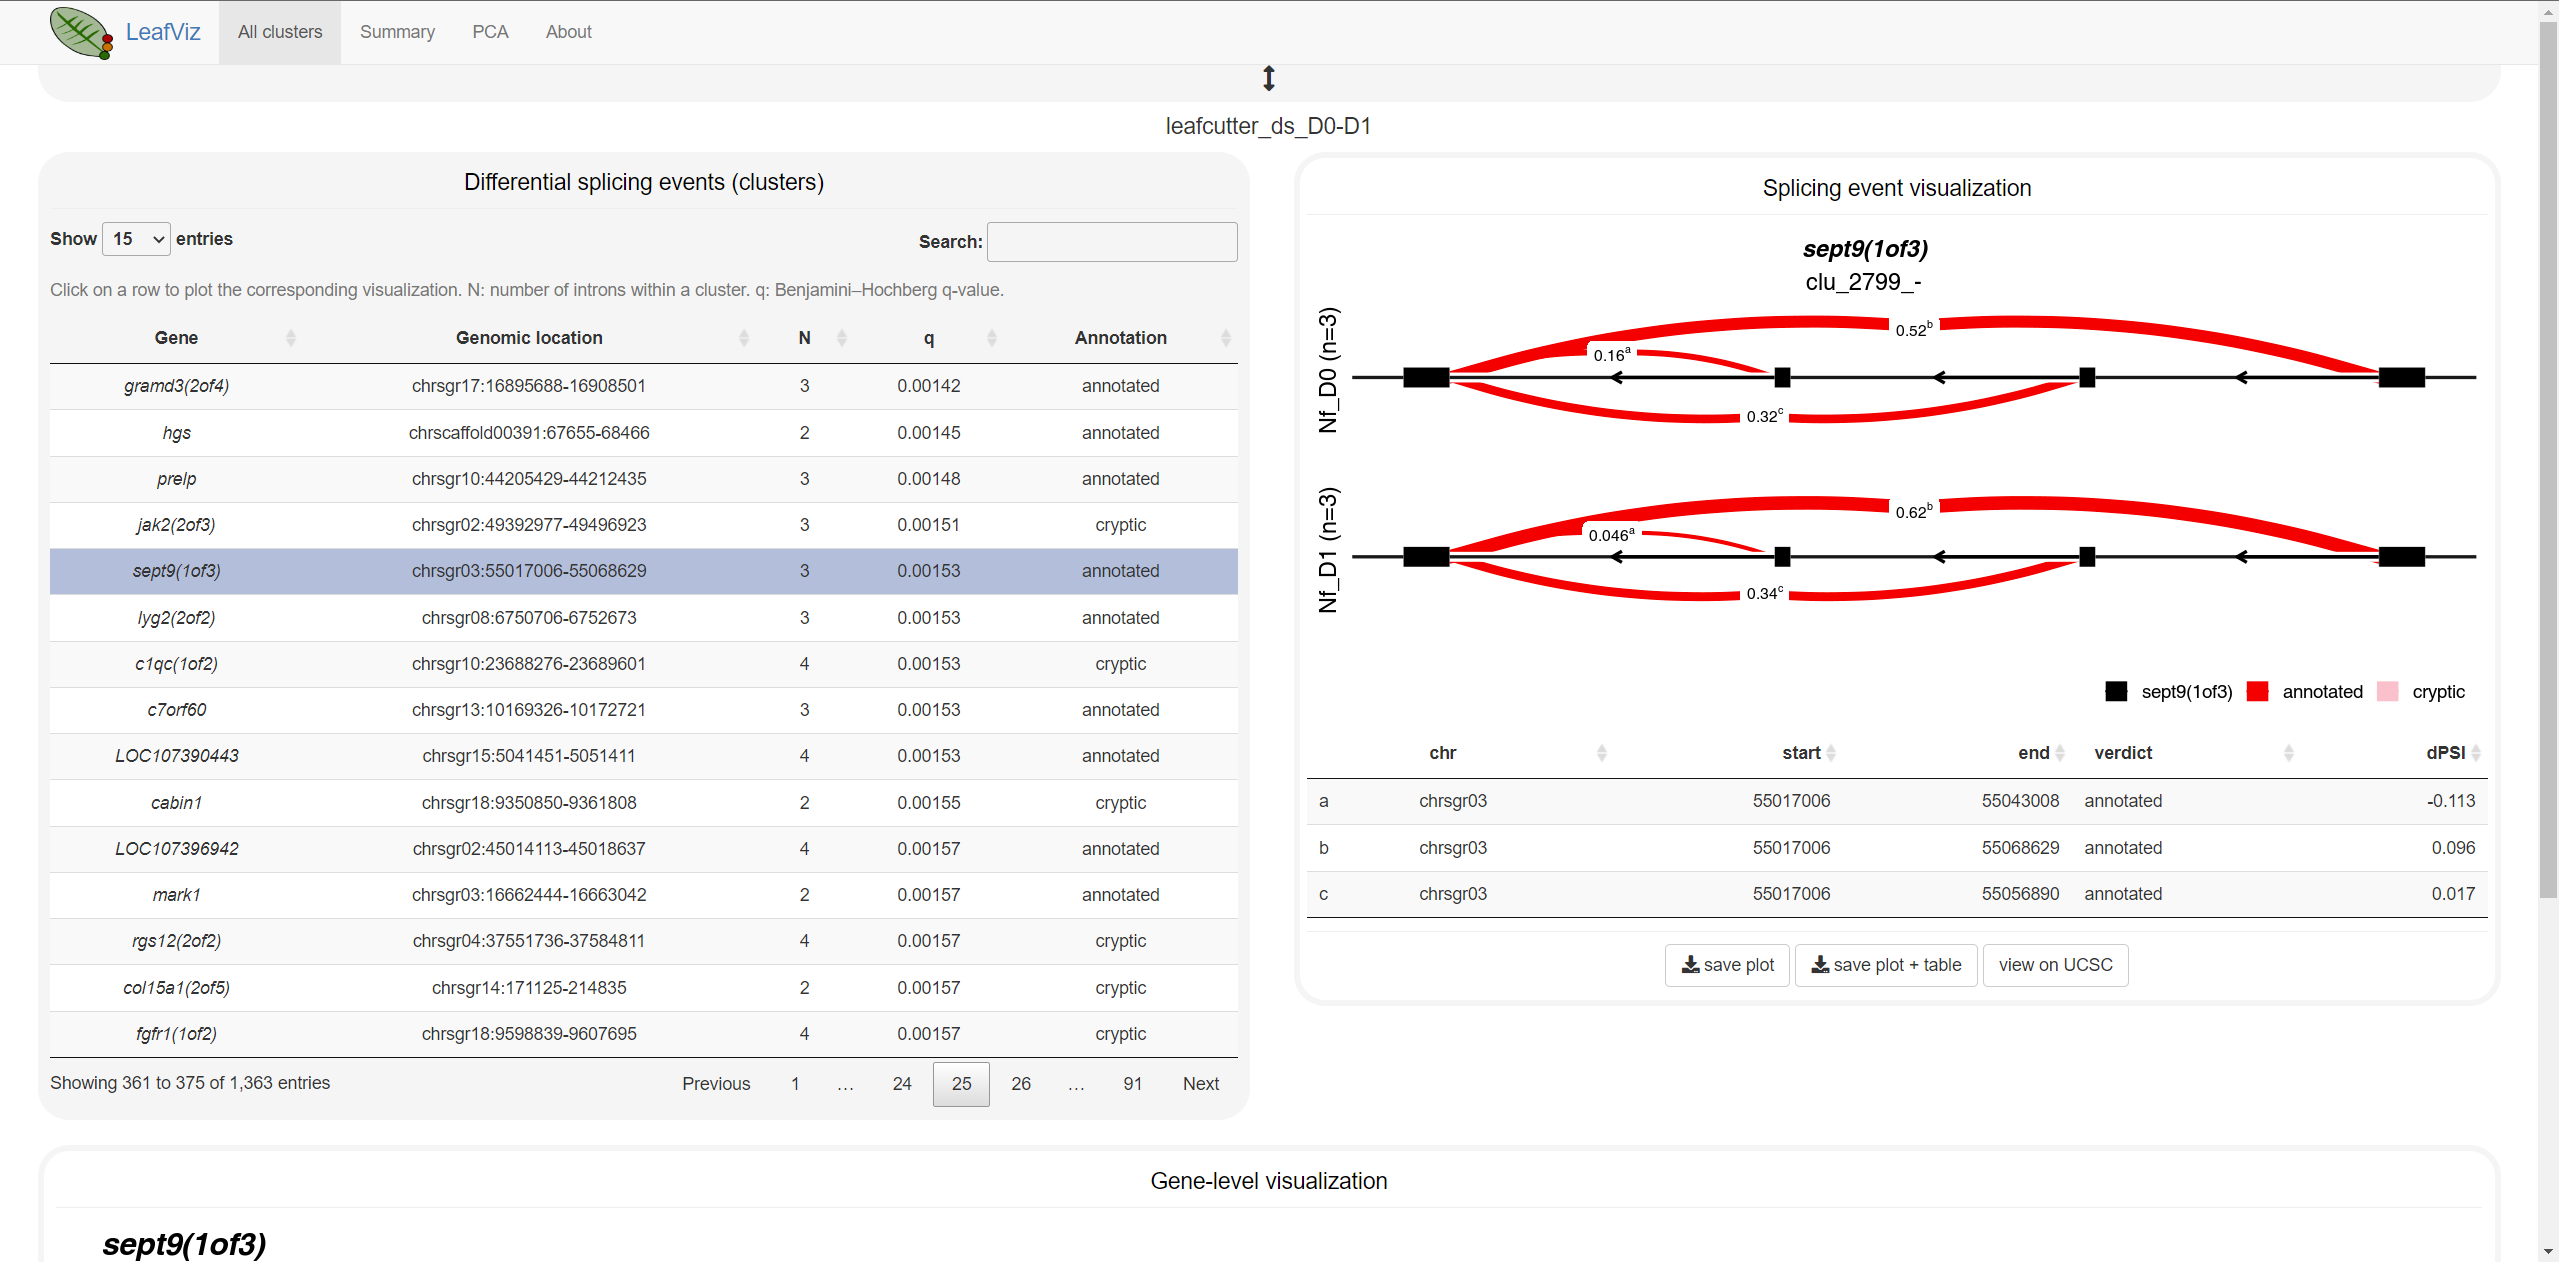 LeafViz All clusters Summary PCA About
leafcutter_ds_D0-D1
Differential splicing events (clusters)
Show 15 entries Search:
Click on a row to plot the corresponding visualization. N: number of introns within a cluster. q: Benjamini–Hochberg q-value.
Gene Genomic location N q Annotation
gramd3(2of4) chrsgr17:16895688-16908501 3 0.00142 annotated
hgs chrscaffold00391:67655-68466 2 0.00145 annotated
prelp chrsgr10:44205429-44212435 3 0.00148 annotated
jak2(2of3) chrsgr02:49392977-49496923 3 0.00151 cryptic
sept9(1of3) chrsgr03:55017006-55068629 3 0.00153 annotated
lyg2(2of2) chrsgr08:6750706-6752673 3 0.00153 annotated
c1qc(1of2) chrsgr10:23688276-23689601 4 0.00153 cryptic
c7orf60 chrsgr13:10169326-10172721 3 0.00153 annotated
LOC107390443 chrsgr15:5041451-5051411 4 0.00153 annotated
cabin1 chrsgr18:9350850-9361808 2 0.00155 cryptic
LOC107396942 chrsgr02:45014113-45018637 4 0.00157 annotated
mark1 chrsgr03:16662444-16663042 2 0.00157 annotated
rgs12(2of2) chrsgr04:37551736-37584811 4 0.00157 cryptic
col15a1(2of5) chrsgr14:171125-214835 2 0.00157 cryptic
fgfr1(1of2) chrsgr18:9598839-9607695 4 0.00157 cryptic
Showing 361 to 375 of 1,363 entries Previous 1 … 24 25 26 … 91 Next
Splicing event visualization
sept9(1of3)
clu_2799_-
Nf_D0 (n=3)
0.52b
0.16a
0.32c
Nf_D1 (n=3)
0.62b
0.046a
0.34c
sept9(1of3) annotated cryptic
chr start end verdict dPSI
a chrsgr03 55017006 55043008 annotated -0.113
b chrsgr03 55017006 55068629 annotated 0.096
c chrsgr03 55017006 55056890 annotated 0.017
save plot save plot + table view on UCSC
Gene-level visualization
sept9(1of3)